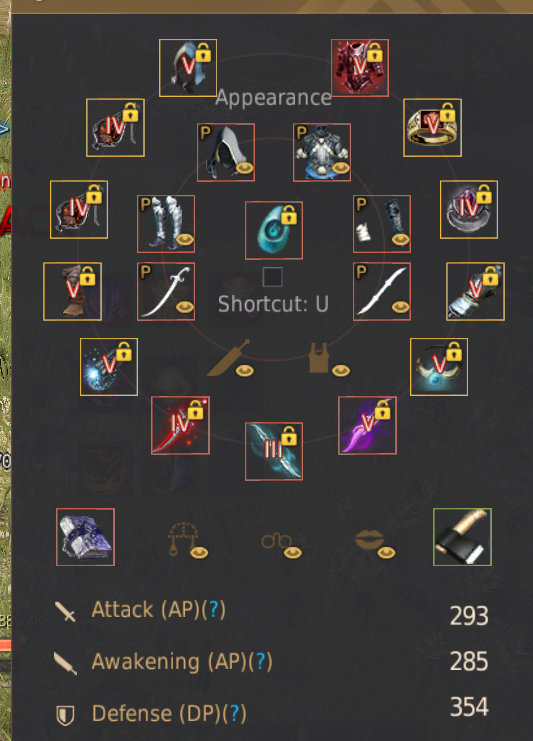 V
V
Appearance
IV
V
P
P
IV
IV
P
P
V
V
P
P
Shortcut: U
V
V
IV
V
III
Attack (AP)(?)
293
Awakening (AP)(?)
285
Defense (DP)(?)
354